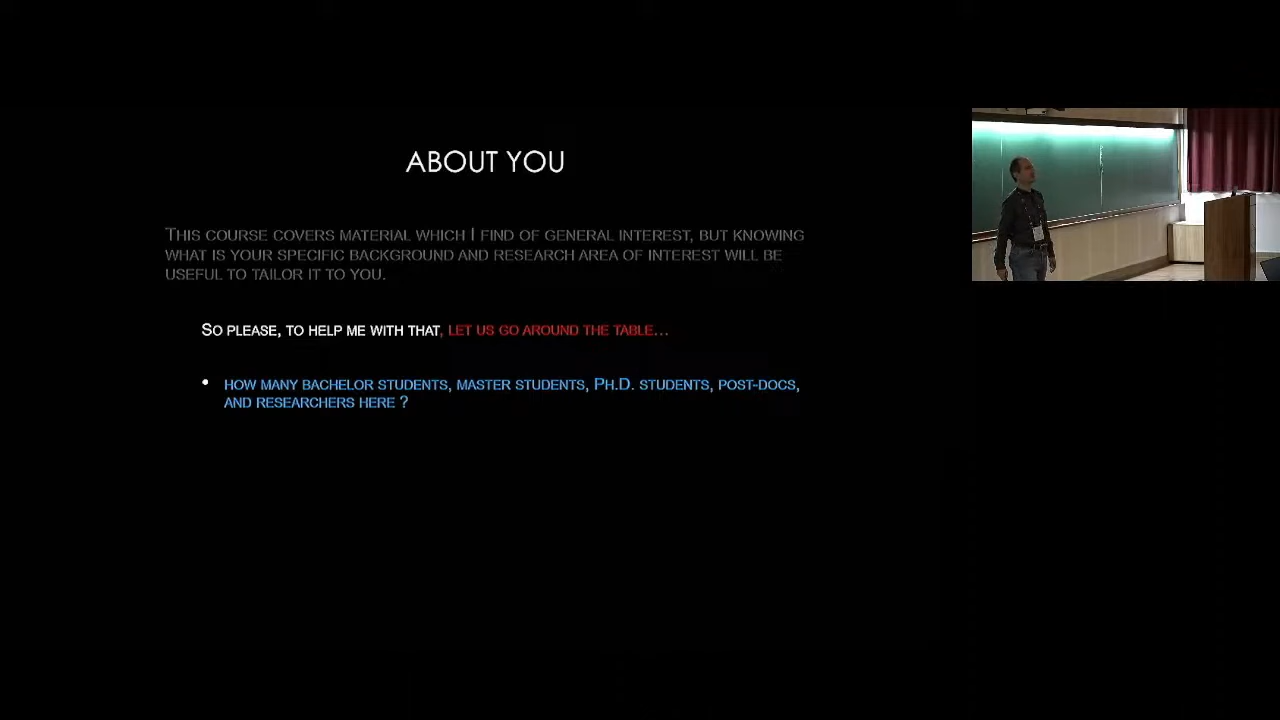 ABOUT YOU
THIS COURSE COVERS MATERIAL WHICH I FIND OF GENERAL INTEREST, BUT KNOWING
WHAT IS YOUR SPECIFIC BACKGROUND AND RESEARCH AREA OF INTEREST WILL BE
USEFUL TO TAILOR IT TO YOU.
SO PLEASE, TO HELP ME WITH THAT, LET US GO AROUND THE TABLE...
• HOW MANY BACHELOR STUDENTS, MASTER STUDENTS, PH.D. STUDENTS, POST-DOCS,
AND RESEARCHERS HERE ?